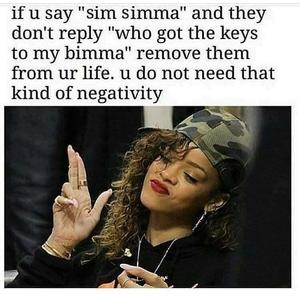 if u say "sim simma" and they
don't reply "who got the keys
to my bimma" remove them
from ur life. u do not need that
kind of negativity